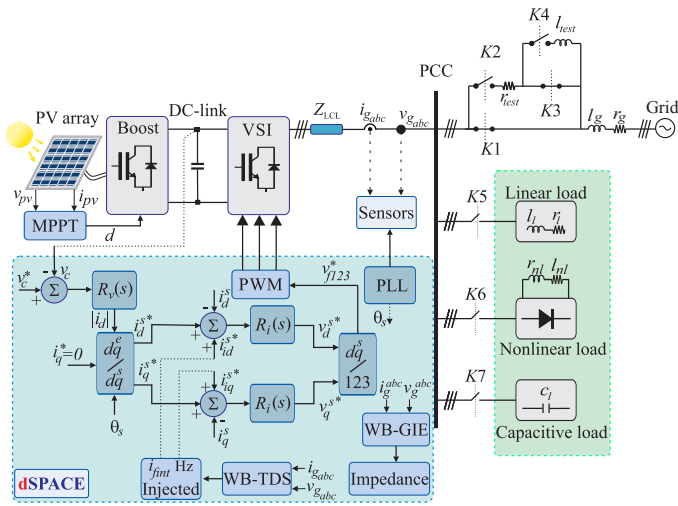 K4
l_test
PCC
K2
r_test
K3
PV array
DC-link
Z_LCL
i_g_abc
v_g_abc
l_g
r_g
Grid
Boost
VSI
K1
v_pv
i_pv
MPPT
d
Sensors
K5
Linear load
l_l
r_l
v_c^*
v_c
-
+
Σ
R_v(s)
PWM
v_f123^*
PLL
θ_s
r_nl
l_nl
K6
Nonlinear load
|i_d|
i_d^s
-
i_d^s*
+
Σ
i_id^s*
R_i(s)
v_d^s*
i_q^*=0
dq^e
dq^s
dq^s
123
i_q^s*
+
+
i_iq^s*
+
Σ
-
i_q^s
R_i(s)
v_q^s*
θ_s
i_g^abc
v_g^abc
K7
c_l
Capacitive load
WB-GIE
i_fint Hz
Injected
WB-TDS
i_g_abc
v_g_abc
Impedance
dSPACE